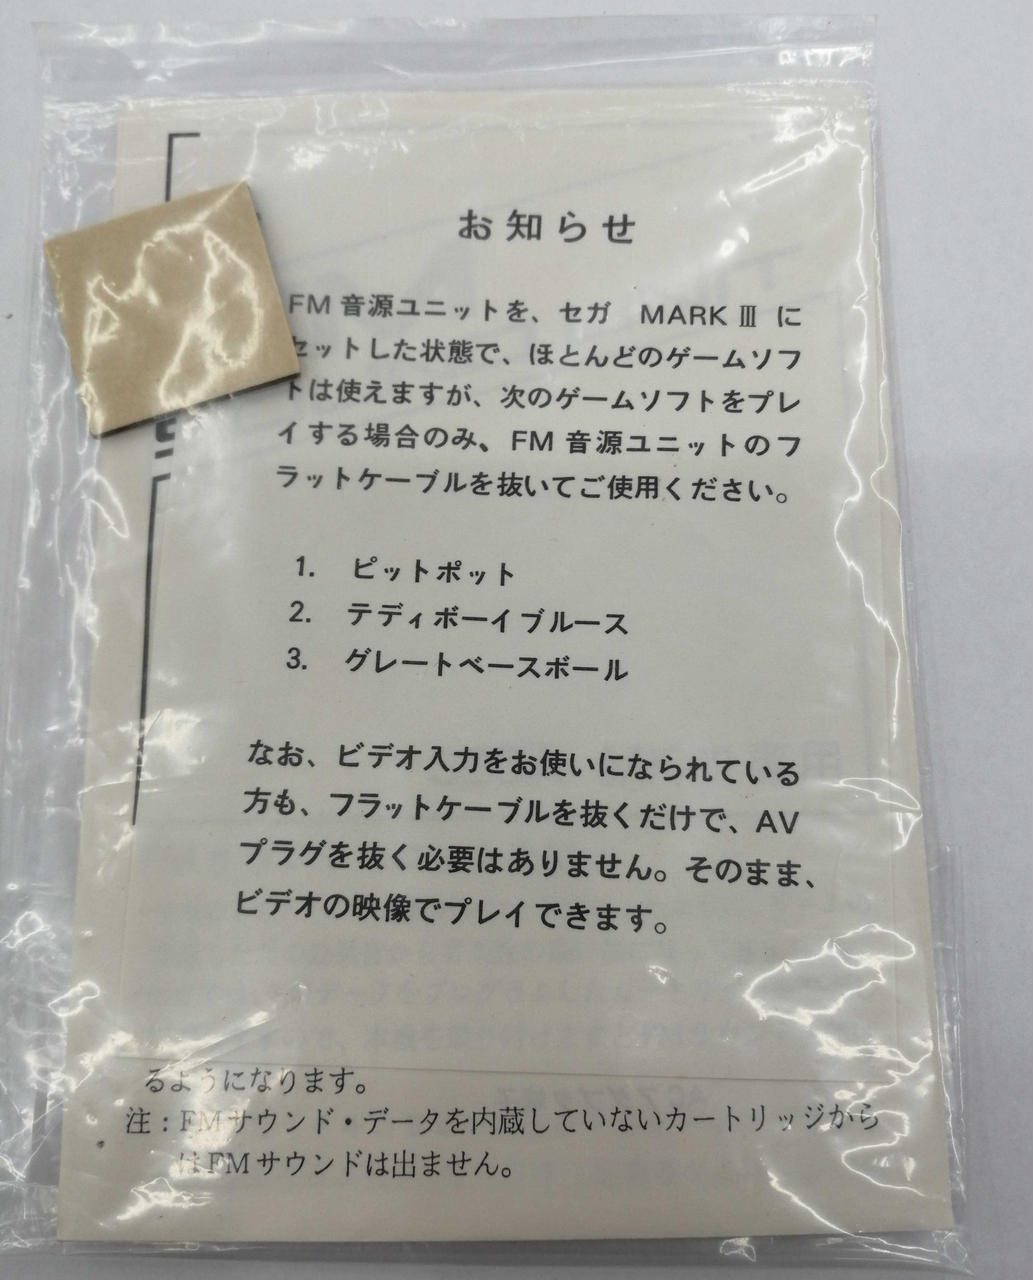 お知らせ
FM 音源ユニットを、セガ MARK Ⅲ に
セットした状態で、ほとんどのゲームソフ
トは使えますが、次のゲームソフトをプレ
イする場合のみ、FM 音源ユニットのフ
ラットケーブルを抜いてご使用ください。
1. ピットポット
2. テディボーイブルース
3. グレートベースボール
なお、ビデオ入力をお使いになられている
方も、フラットケーブルを抜くだけで、AV
プラグを抜く必要はありません。そのまま、
ビデオの映像でプレイできます。
るようになります。
注：FMサウンド・データを内蔵していないカートリッジから
はFMサウンドは出ません。